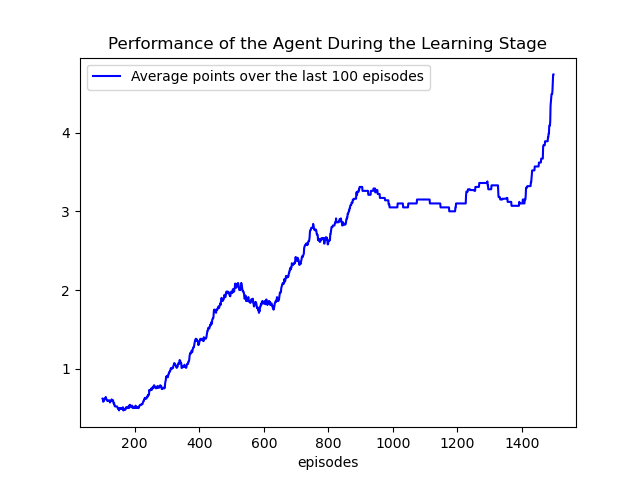 Performance of the Agent During the Learning Stage
Average points over the last 100 episodes
4
3
2
1
200 400 600 800 1000 1200 1400
episodes